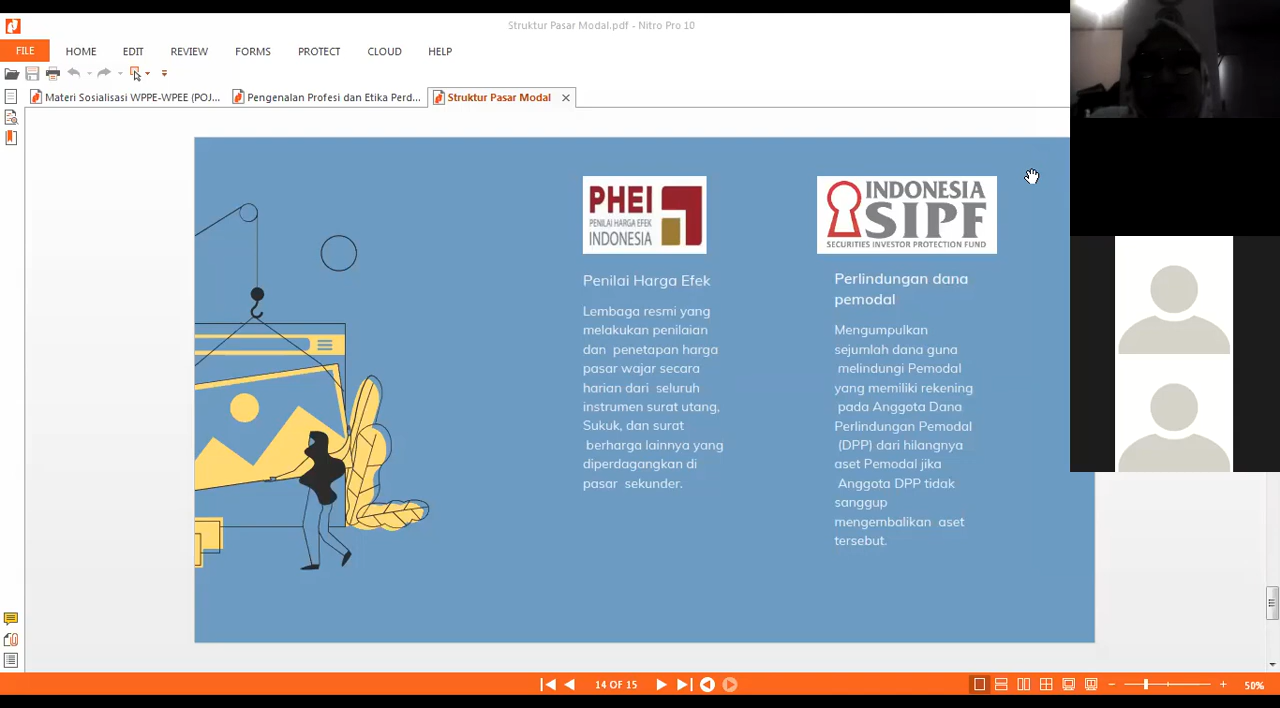 Struktur Pasar Modal.pdf - Nitro Pro 10
FILE HOME EDIT REVIEW FORMS PROTECT CLOUD HELP
Materi Sosialisasi WPPE-WPEE (POJ... Pengenalan Profesi dan Etika Perd... Struktur Pasar Modal
PHEI
PENILAI HARGA EFEK
INDONESIA
Penilai Harga Efek
Lembaga resmi yang
melakukan penilaian
dan penetapan harga
pasar wajar secara
harian dari seluruh
instrumen surat utang,
Sukuk, dan surat
berharga lainnya yang
diperdagangkan di
pasar sekunder.
INDONESIA
SIPF
SECURITIES INVESTOR PROTECTION FUND
Perlindungan dana
pemodal
Mengumpulkan
sejumlah dana guna
melindungi Pemodal
yang memiliki rekening
pada Anggota Dana
Perlindungan Pemodal
(DPP) dari hilangnya
aset Pemodal jika
Anggota DPP tidak
sanggup
mengembalikan aset
tersebut.
14 OF 15
50%